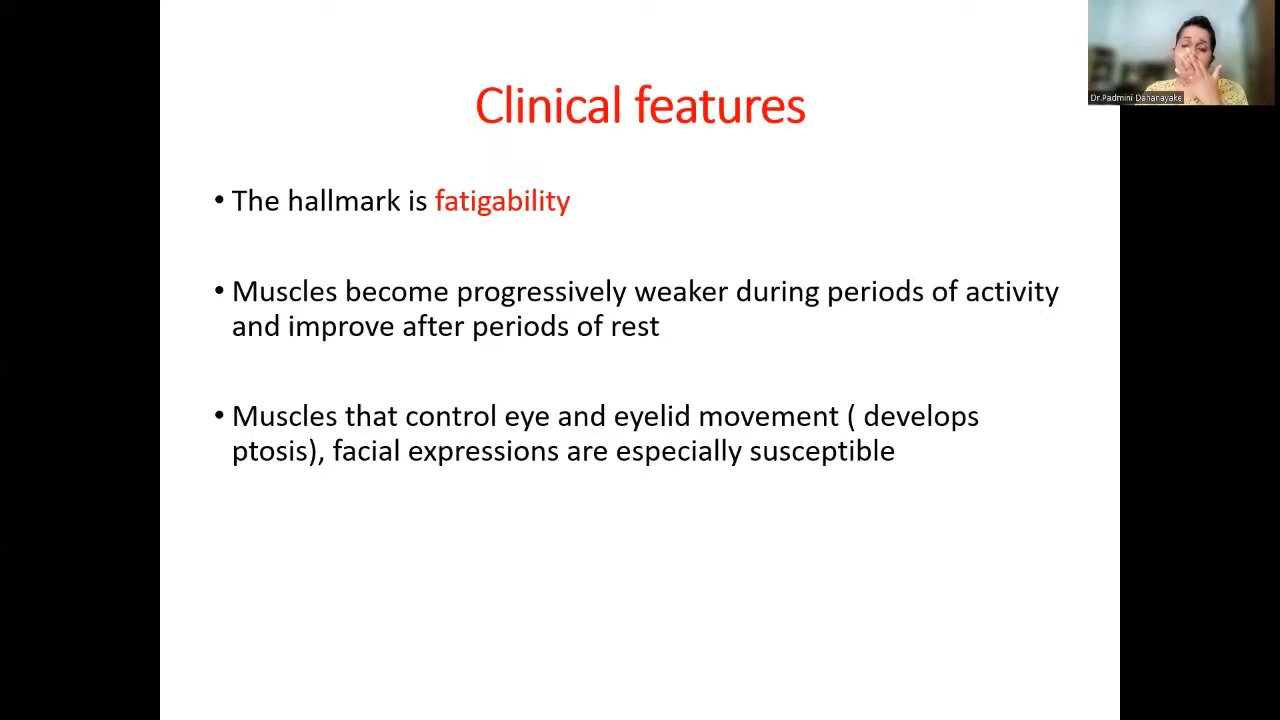 Dr.Padmini Dahanayake
Clinical features
• The hallmark is fatigability
• Muscles become progressively weaker during periods of activity
and improve after periods of rest
• Muscles that control eye and eyelid movement ( develops
ptosis), facial expressions are especially susceptible